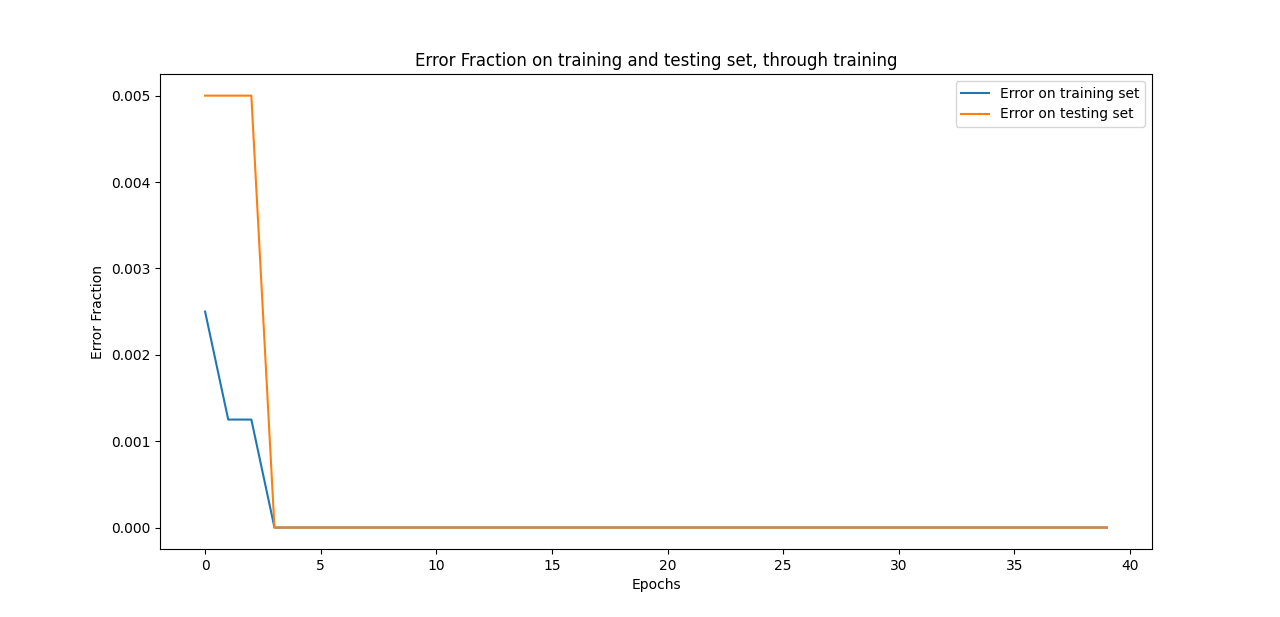 Error Fraction on training and testing set, through training
Error on training set
Error on testing set
0.005
0.004
0.003
0.002
0.001
0.000
Error Fraction
0 5 10 15 20 25 30 35 40
Epochs